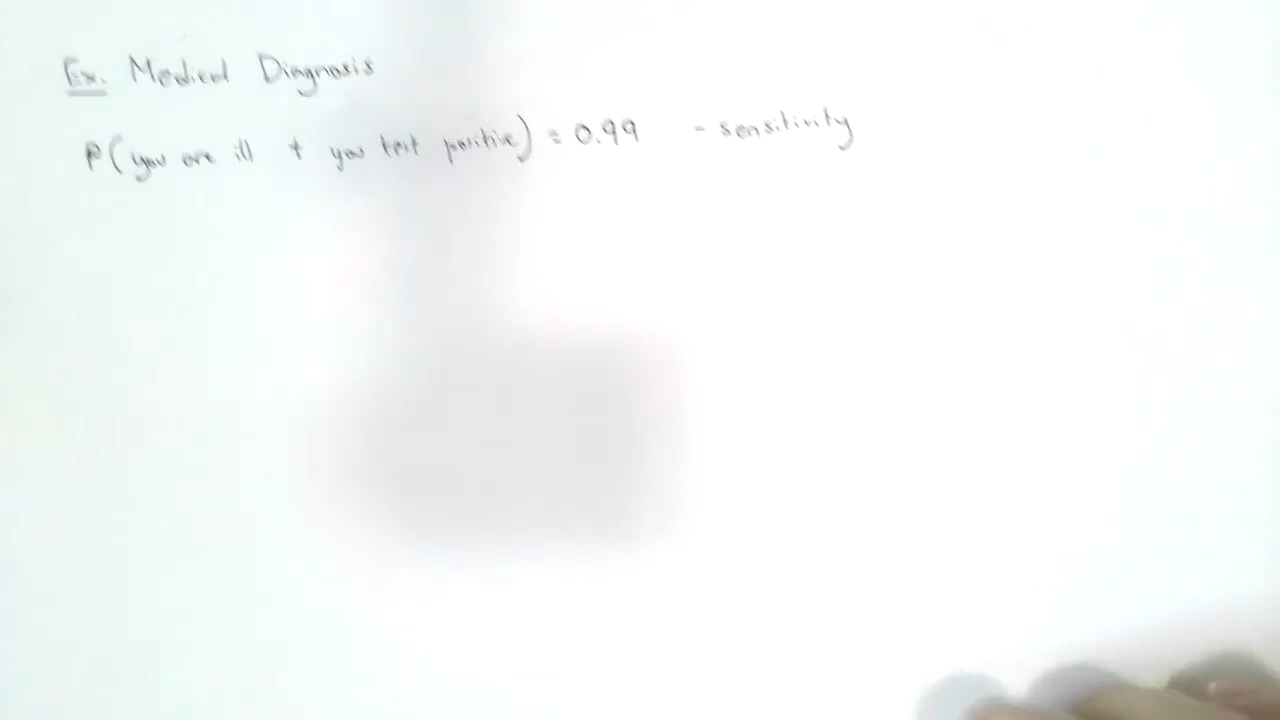 Ex. Medical Diagnosis
P(you are ill + you test positive) = 0.99 - sensitivity